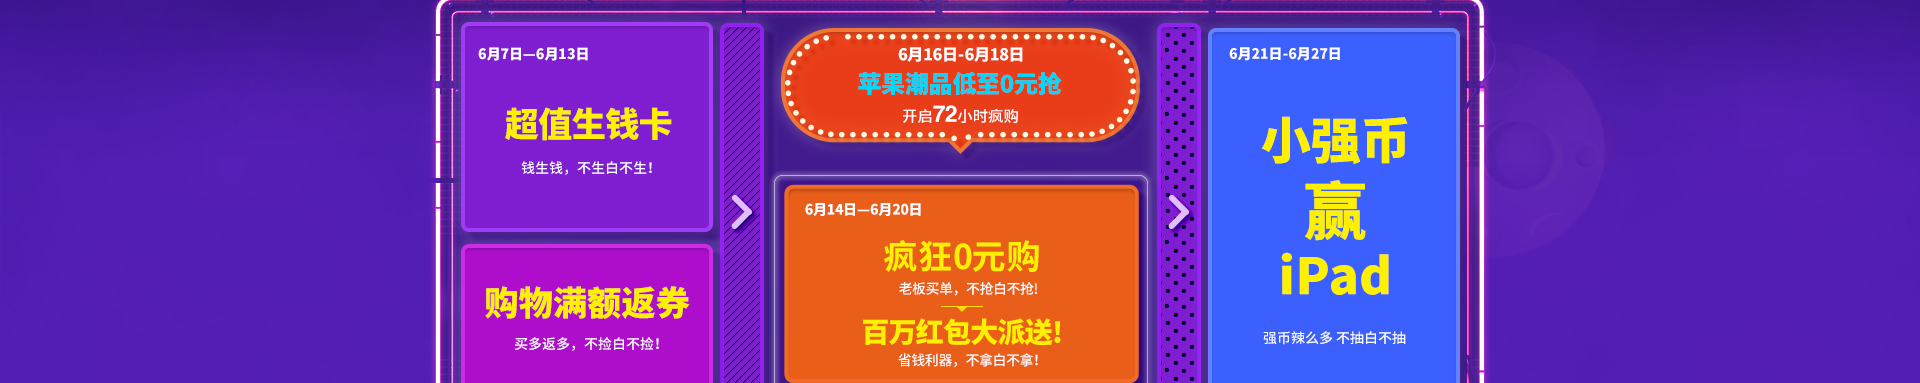 6月7日—6月13日
超值生钱卡
钱生钱，不生白不生！
购物满额返券
买多返多，不捡白不捡！
6月16日-6月18日
苹果潮品低至0元抢
开启72小时疯购
6月14日—6月20日
疯狂0元购
老板买单，不抢白不抢!
百万红包大派送!
省钱利器，不拿白不拿!
6月21日-6月27日
小强币
赢
iPad
强币辣么多 不抽白不抽